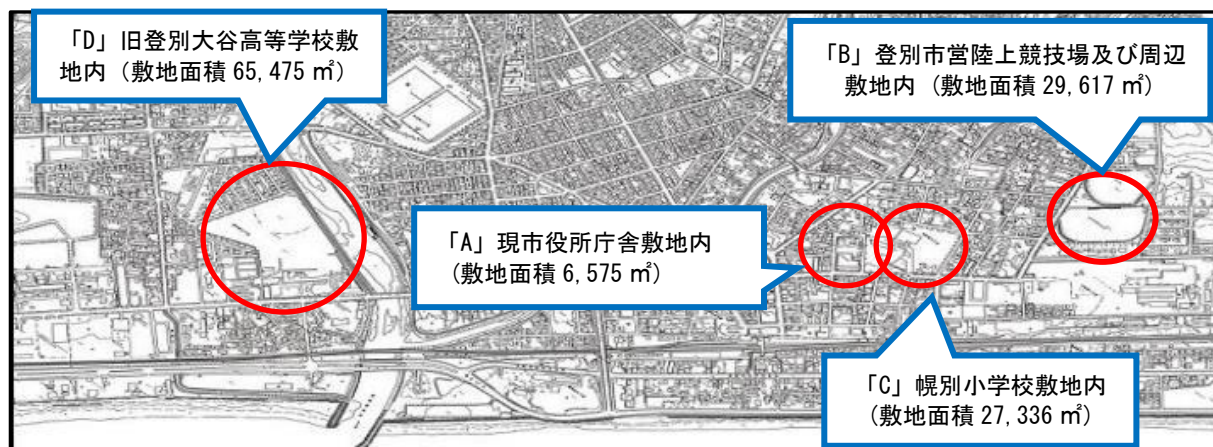 「D」旧登別大谷高等学校敷
地内（敷地面積 65,475 ㎡）
「B」登別市営陸上競技場及び周辺
敷地内（敷地面積 29,617 ㎡）
「A」現市役所庁舎敷地内
（敷地面積 6,575 ㎡）
「C」幌別小学校敷地内
（敷地面積 27,336 ㎡）